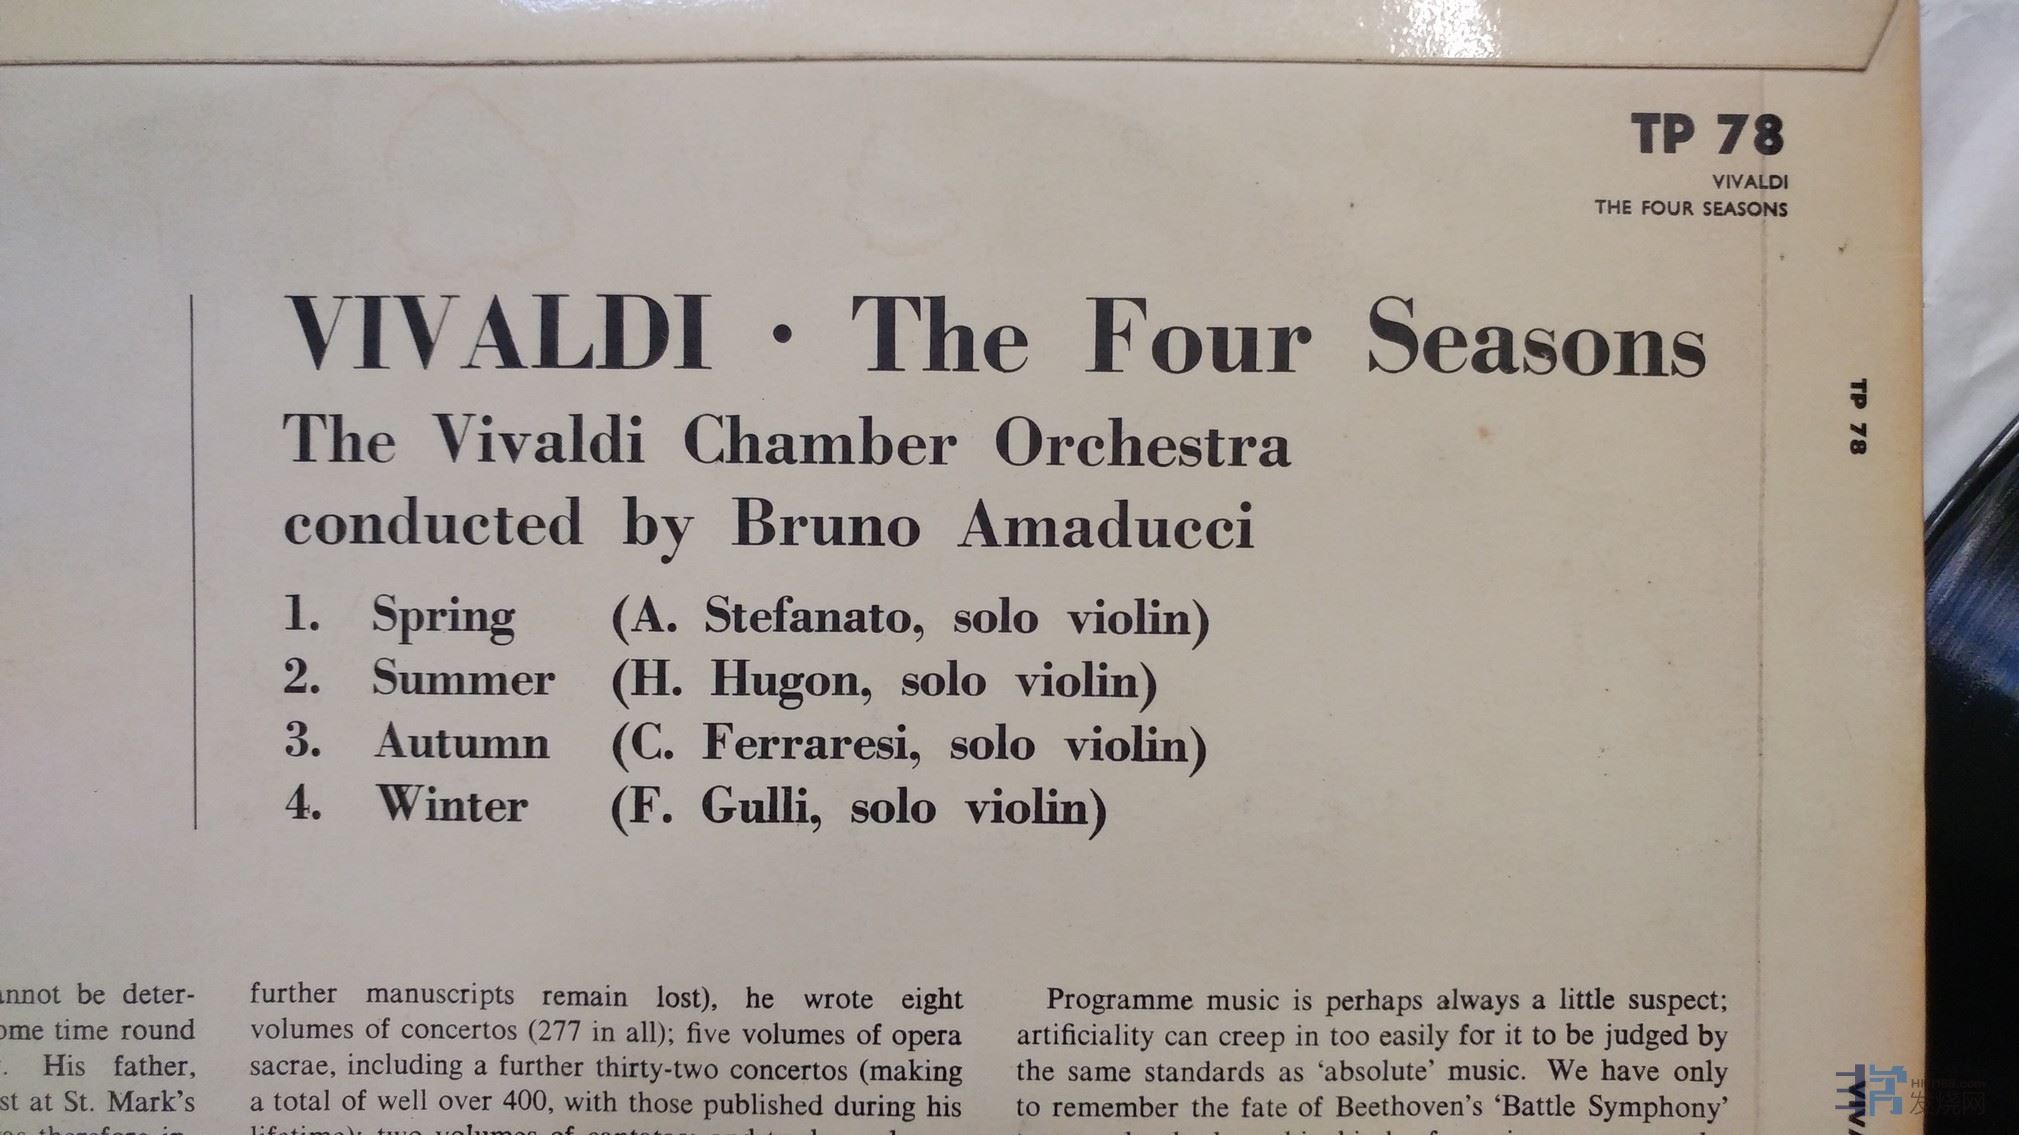 TP 78
VIVALDI
THE FOUR SEASONS
VIVALDI · The Four Seasons
The Vivaldi Chamber Orchestra
conducted by Bruno Amaducci
1. Spring (A. Stefanato, solo violin)
2. Summer (H. Hugon, solo violin)
3. Autumn (C. Ferraresi, solo violin)
4. Winter (F. Gulli, solo violin)
TP 78
be deter-
time round
His father,
at St. Mark's
further manuscripts remain lost), he wrote eight
volumes of concertos (277 in all); five volumes of opera
sacrae, including a further thirty-two concertos (making
a total of well over 400, with those published during his
Programme music is perhaps always a little suspect;
artificiality can creep in too easily for it to be judged by
the same standards as ‘absolute’ music. We have only
to remember the fate of Beethoven's ‘Battle Symphony’
发烧网